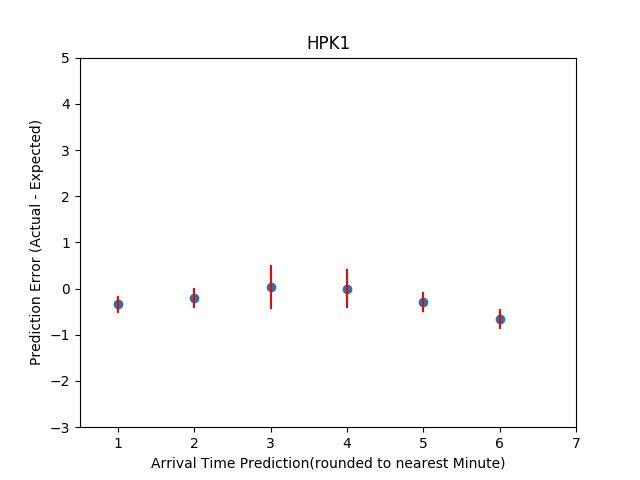 HPK1
5
4
3
2
1
0
−1
−2
−3
Prediction Error (Actual - Expected)
1 2 3 4 5 6 7
Arrival Time Prediction(rounded to nearest Minute)